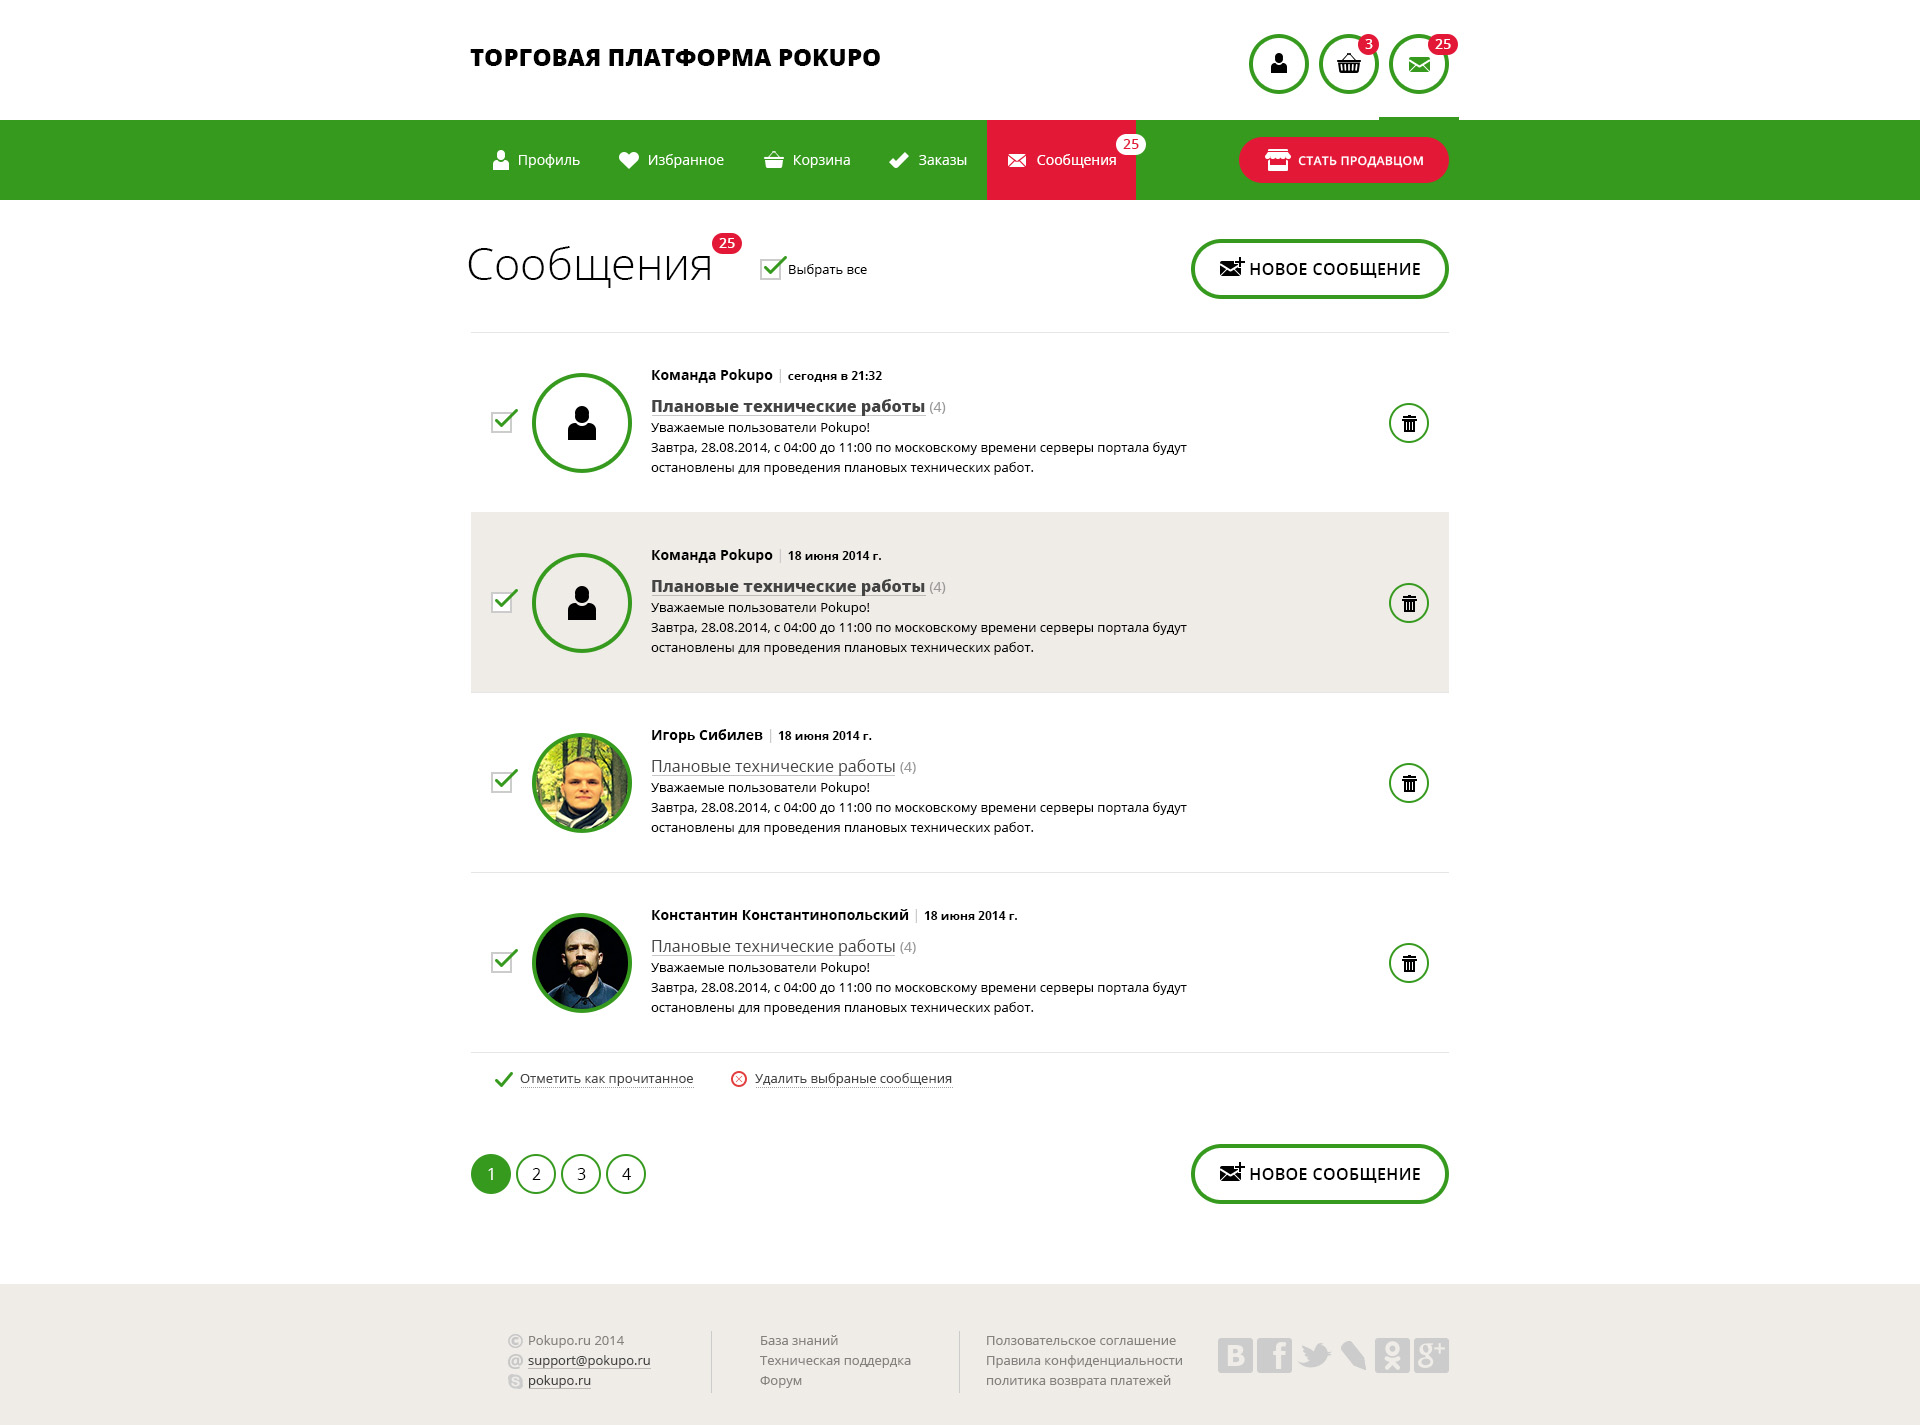 ТОРГОВАЯ ПЛАТФОРМА POKUPO
3
25
Профиль
Избранное
Корзина
Заказы
Сообщения
25
СТАТЬ ПРОДАВЦОМ
Сообщения
25
Выбрать все
НОВОЕ СООБЩЕНИЕ
Команда Pokupo | сегодня в 21:32
Плановые технические работы (4)
Уважаемые пользователи Pokupo!
Завтра, 28.08.2014, с 04:00 до 11:00 по московскому времени серверы портала будут
остановлены для проведения плановых технических работ.
Команда Pokupo | 18 июня 2014 г.
Плановые технические работы (4)
Уважаемые пользователи Pokupo!
Завтра, 28.08.2014, с 04:00 до 11:00 по московскому времени серверы портала будут
остановлены для проведения плановых технических работ.
Игорь Сибилев | 18 июня 2014 г.
Плановые технические работы (4)
Уважаемые пользователи Pokupo!
Завтра, 28.08.2014, с 04:00 до 11:00 по московскому времени серверы портала будут
остановлены для проведения плановых технических работ.
Константин Константинопольский | 18 июня 2014 г.
Плановые технические работы (4)
Уважаемые пользователи Pokupo!
Завтра, 28.08.2014, с 04:00 до 11:00 по московскому времени серверы портала будут
остановлены для проведения плановых технических работ.
Отметить как прочитанное
Удалить выбраные сообщения
1 2 3 4
НОВОЕ СООБЩЕНИЕ
© Pokupo.ru 2014
@ support@pokupo.ru
pokupo.ru
База знаний
Техническая поддердка
Форум
Ползовательское соглашение
Правила конфиденциальности
политика возврата платежей